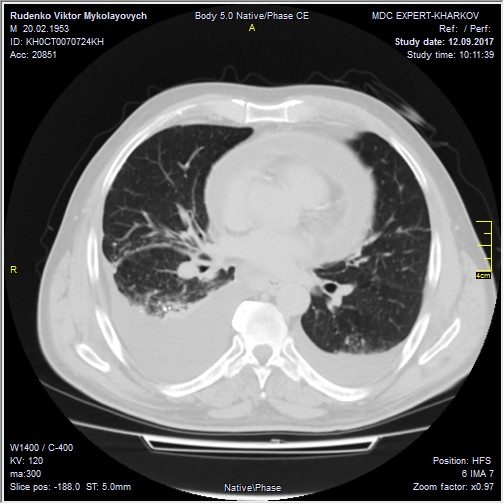 Rudenko Viktor Mykolayovych
M 20.02.1953
ID: KH0CT0070724KH
Acc: 20851
Body 5.0 Native/Phase CE
A
MDC EXPERT-KHARKOV
Ref: / Perf:
Study date: 12.09.2017
Study time: 10:11:39
R
4cm
W1400 / C-400
KV: 120
ma:300
Slice pos: -188.0 ST: 5.0mm
Native\Phase
Position: HFS
6 IMA 7
Zoom factor: x0.97